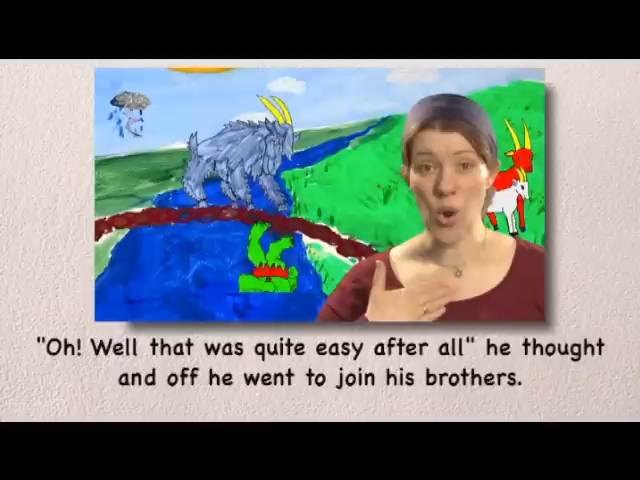 "Oh! Well that was quite easy after all" he thought
and off he went to join his brothers.